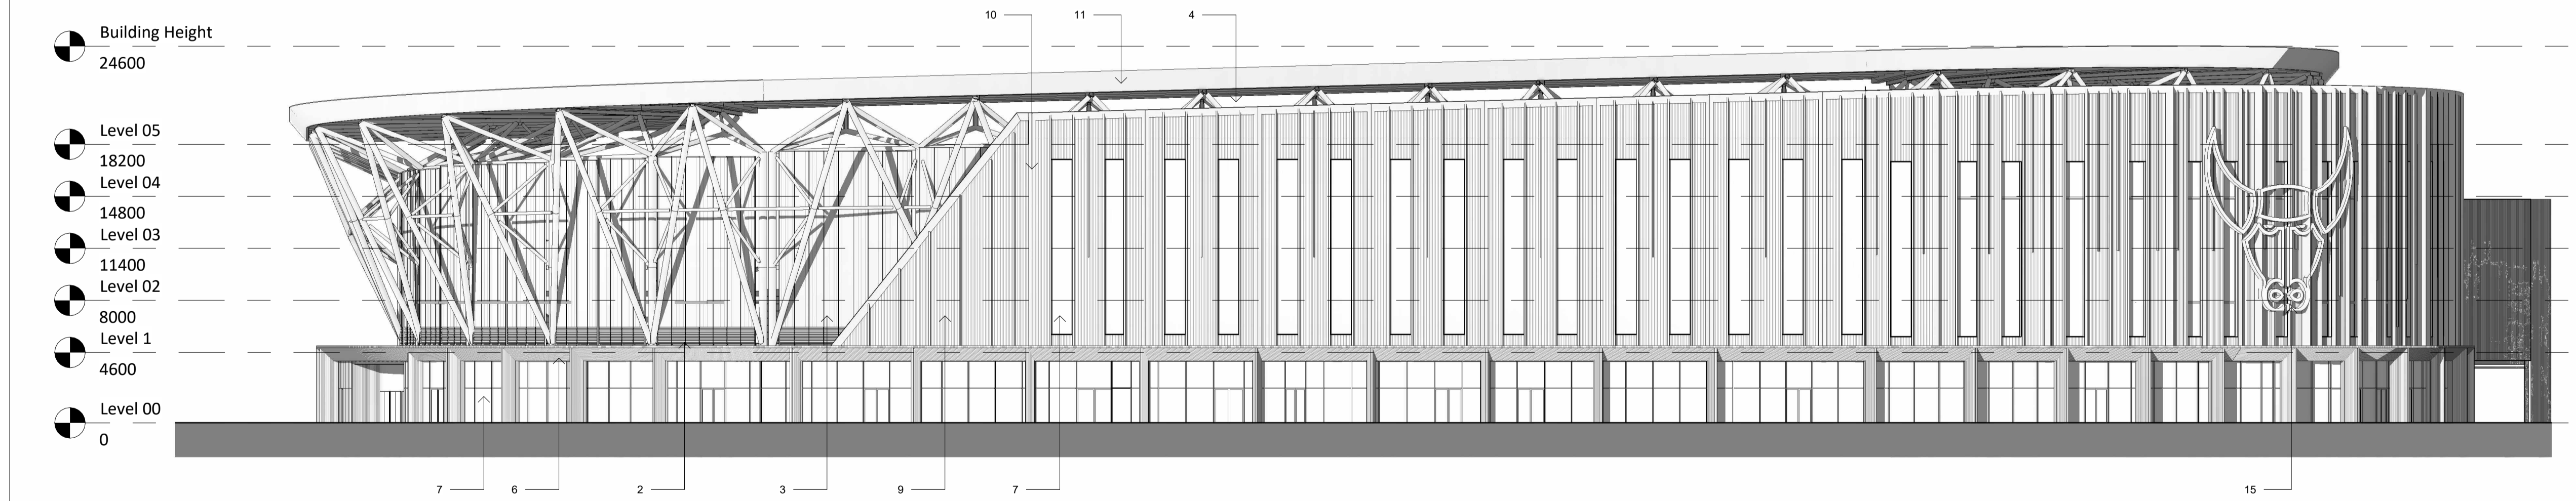 10 11 4
Building Height
24600
Level 05
18200
Level 04
14800
Level 03
11400
Level 02
8000
Level 1
4600
Level 00
0
7 6 2 3 9 7 15